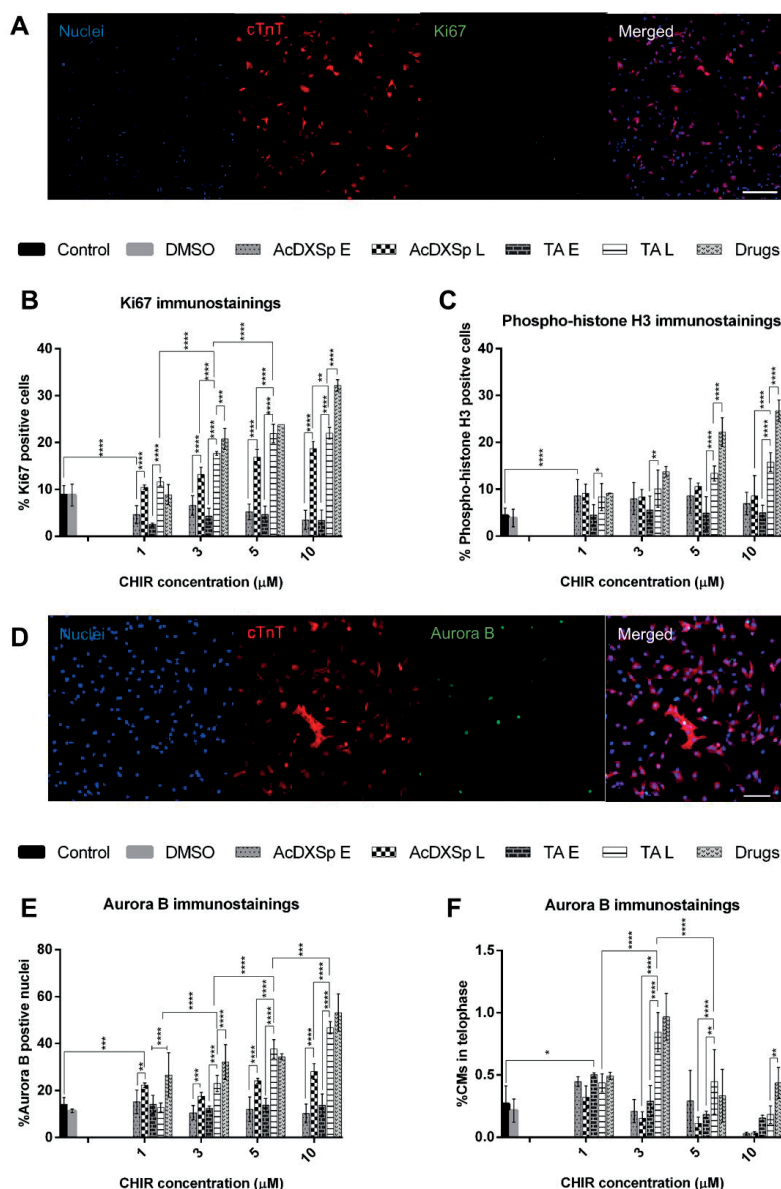 A
Nuclei cTnT Ki67 Merged
Control DMSO AcDXSp E AcDXSp L TA E TA L Drugs
B
Ki67 immunostainings
% Ki67 positive cells
40
30
20
10
0
**** **** **** **** **** **** **** **** *** **** **** **** **** ** **** ****
1 3 5 10
CHIR concentration (μM)
C
Phospho-histone H3 immunostainings
% Phospho-histone H3 positve cells
40
30
20
10
0
**** * ** **** **** **** **** ****
1 3 5 10
CHIR concentration (μM)
D
Nuclei cTnT Aurora B Merged
Control DMSO AcDXSp E AcDXSp L TA E TA L Drugs
E
Aurora B immunostainings
%Aurora B postive nuclei
80
60
40
20
0
*** ** **** **** *** **** **** **** **** **** **** *** **** **** ****
1 3 5 10
CHIR concentration (μM)
F
Aurora B immunostainings
%CMs in telophase
1.5
1.0
0.5
0.0
* **** **** **** **** **** ** **
1 3 5 10
CHIR concentration (μM)